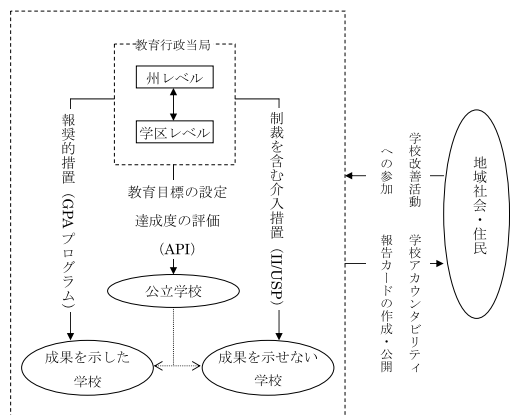 教育行政当局
州レベル
学区レベル
報奨的措置（GPAプログラム）
教育目標の設定
達成度の評価
（API）
制裁を含む介入措置（II/USP）
公立学校
成果を示した
学校
成果を示せない
学校
学校改善活動
への参加
学校アカウンタビリティ
報告カードの作成・公開
地域社会・住民